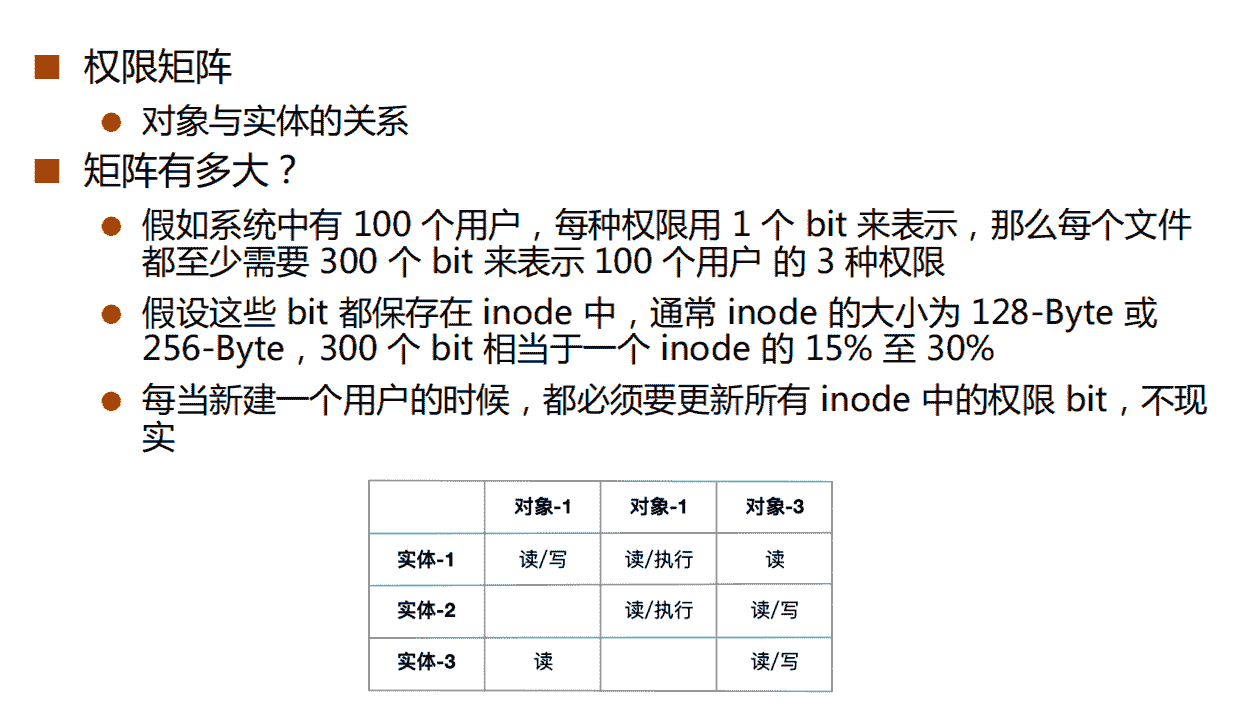 权限矩阵
对象与实体的关系
矩阵有多大？
假如系统中有 100 个用户，每种权限用 1 个 bit 来表示，那么每个文件
都至少需要 300 个 bit 来表示 100 个用户 的 3 种权限
假设这些 bit 都保存在 inode 中，通常 inode 的大小为 128-Byte 或
256-Byte，300 个 bit 相当于一个 inode 的 15% 至 30%
每当新建一个用户的时候，都必须要更新所有 inode 中的权限 bit，不现
实
对象-1 对象-1 对象-3
实体-1 读/写 读/执行 读
实体-2 读/执行 读/写
实体-3 读 读/写